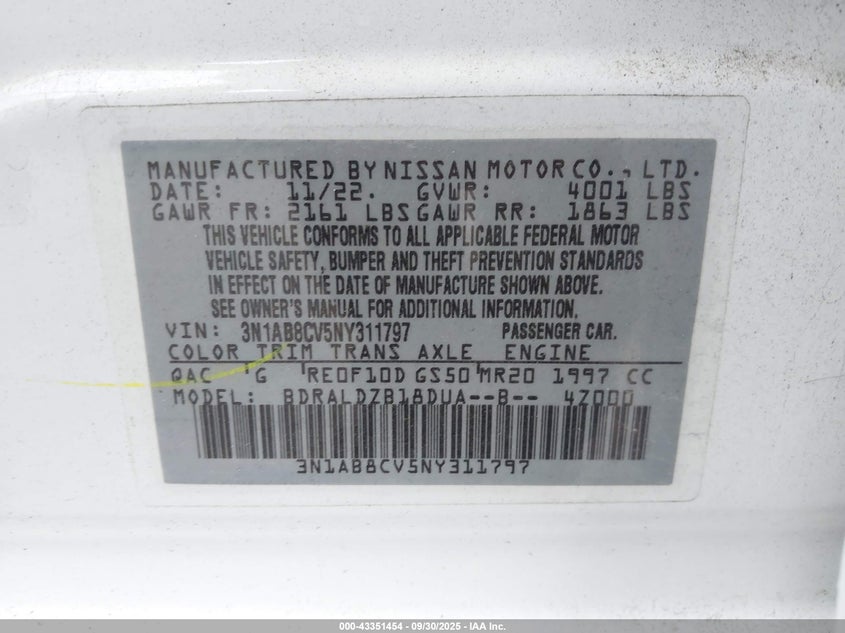 MANUFACTURED BY NISSAN MOTOR CO., LTD.
DATE: 11/22. GVWR: 4001 LBS
GAWR FR: 2161 LBS GAWR RR: 1863 LBS
THIS VEHICLE CONFORMS TO ALL APPLICABLE FEDERAL MOTOR
VEHICLE SAFETY, BUMPER AND THEFT PREVENTION STANDARDS
IN EFFECT ON THE DATE OF MANUFACTURE SHOWN ABOVE.
SEE OWNER'S MANUAL FOR ADDITIONAL INFORMATION.
VIN: 3N1AB8CV5NY311797 PASSENGER CAR.
COLOR TRIM TRANS AXLE ENGINE
QAC G RE0F10D GS50 MR20 1997 CC
MODEL: BDRALDZB18DUA--B-- 4Z000
3N1AB8CV5NY311797
000-43351454 - 09/30/2025 - IAA Inc.